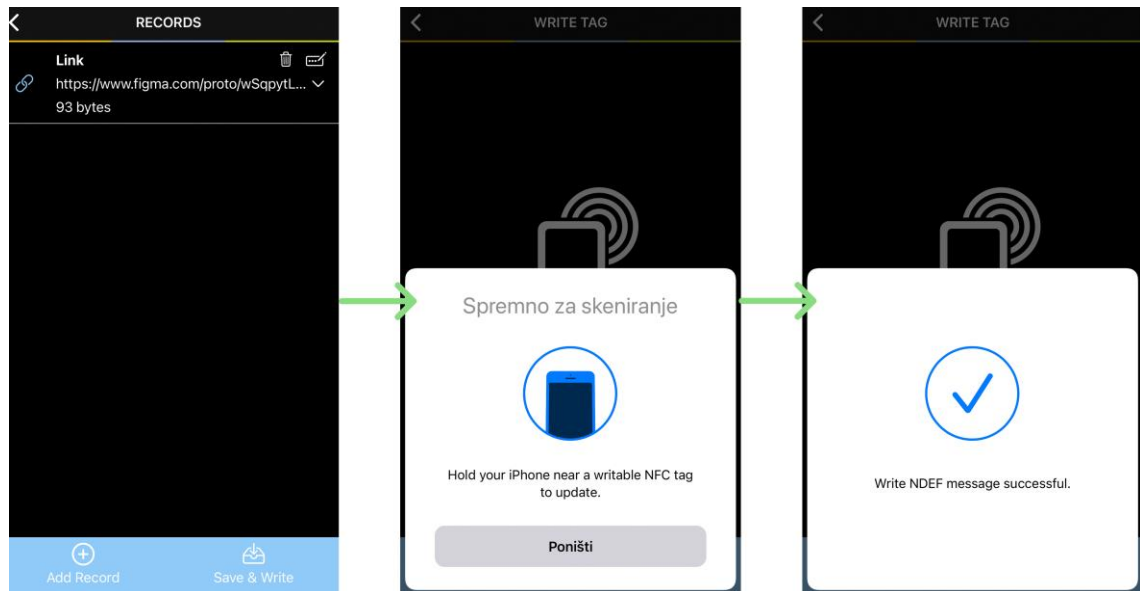 RECORDS
Link
https://www.figma.com/proto/wSqpytL...
93 bytes
Add Record
Save & Write
WRITE TAG
Spremno za skeniranje
Hold your iPhone near a writable NFC tag
to update.
Poništi
WRITE TAG
Write NDEF message successful.